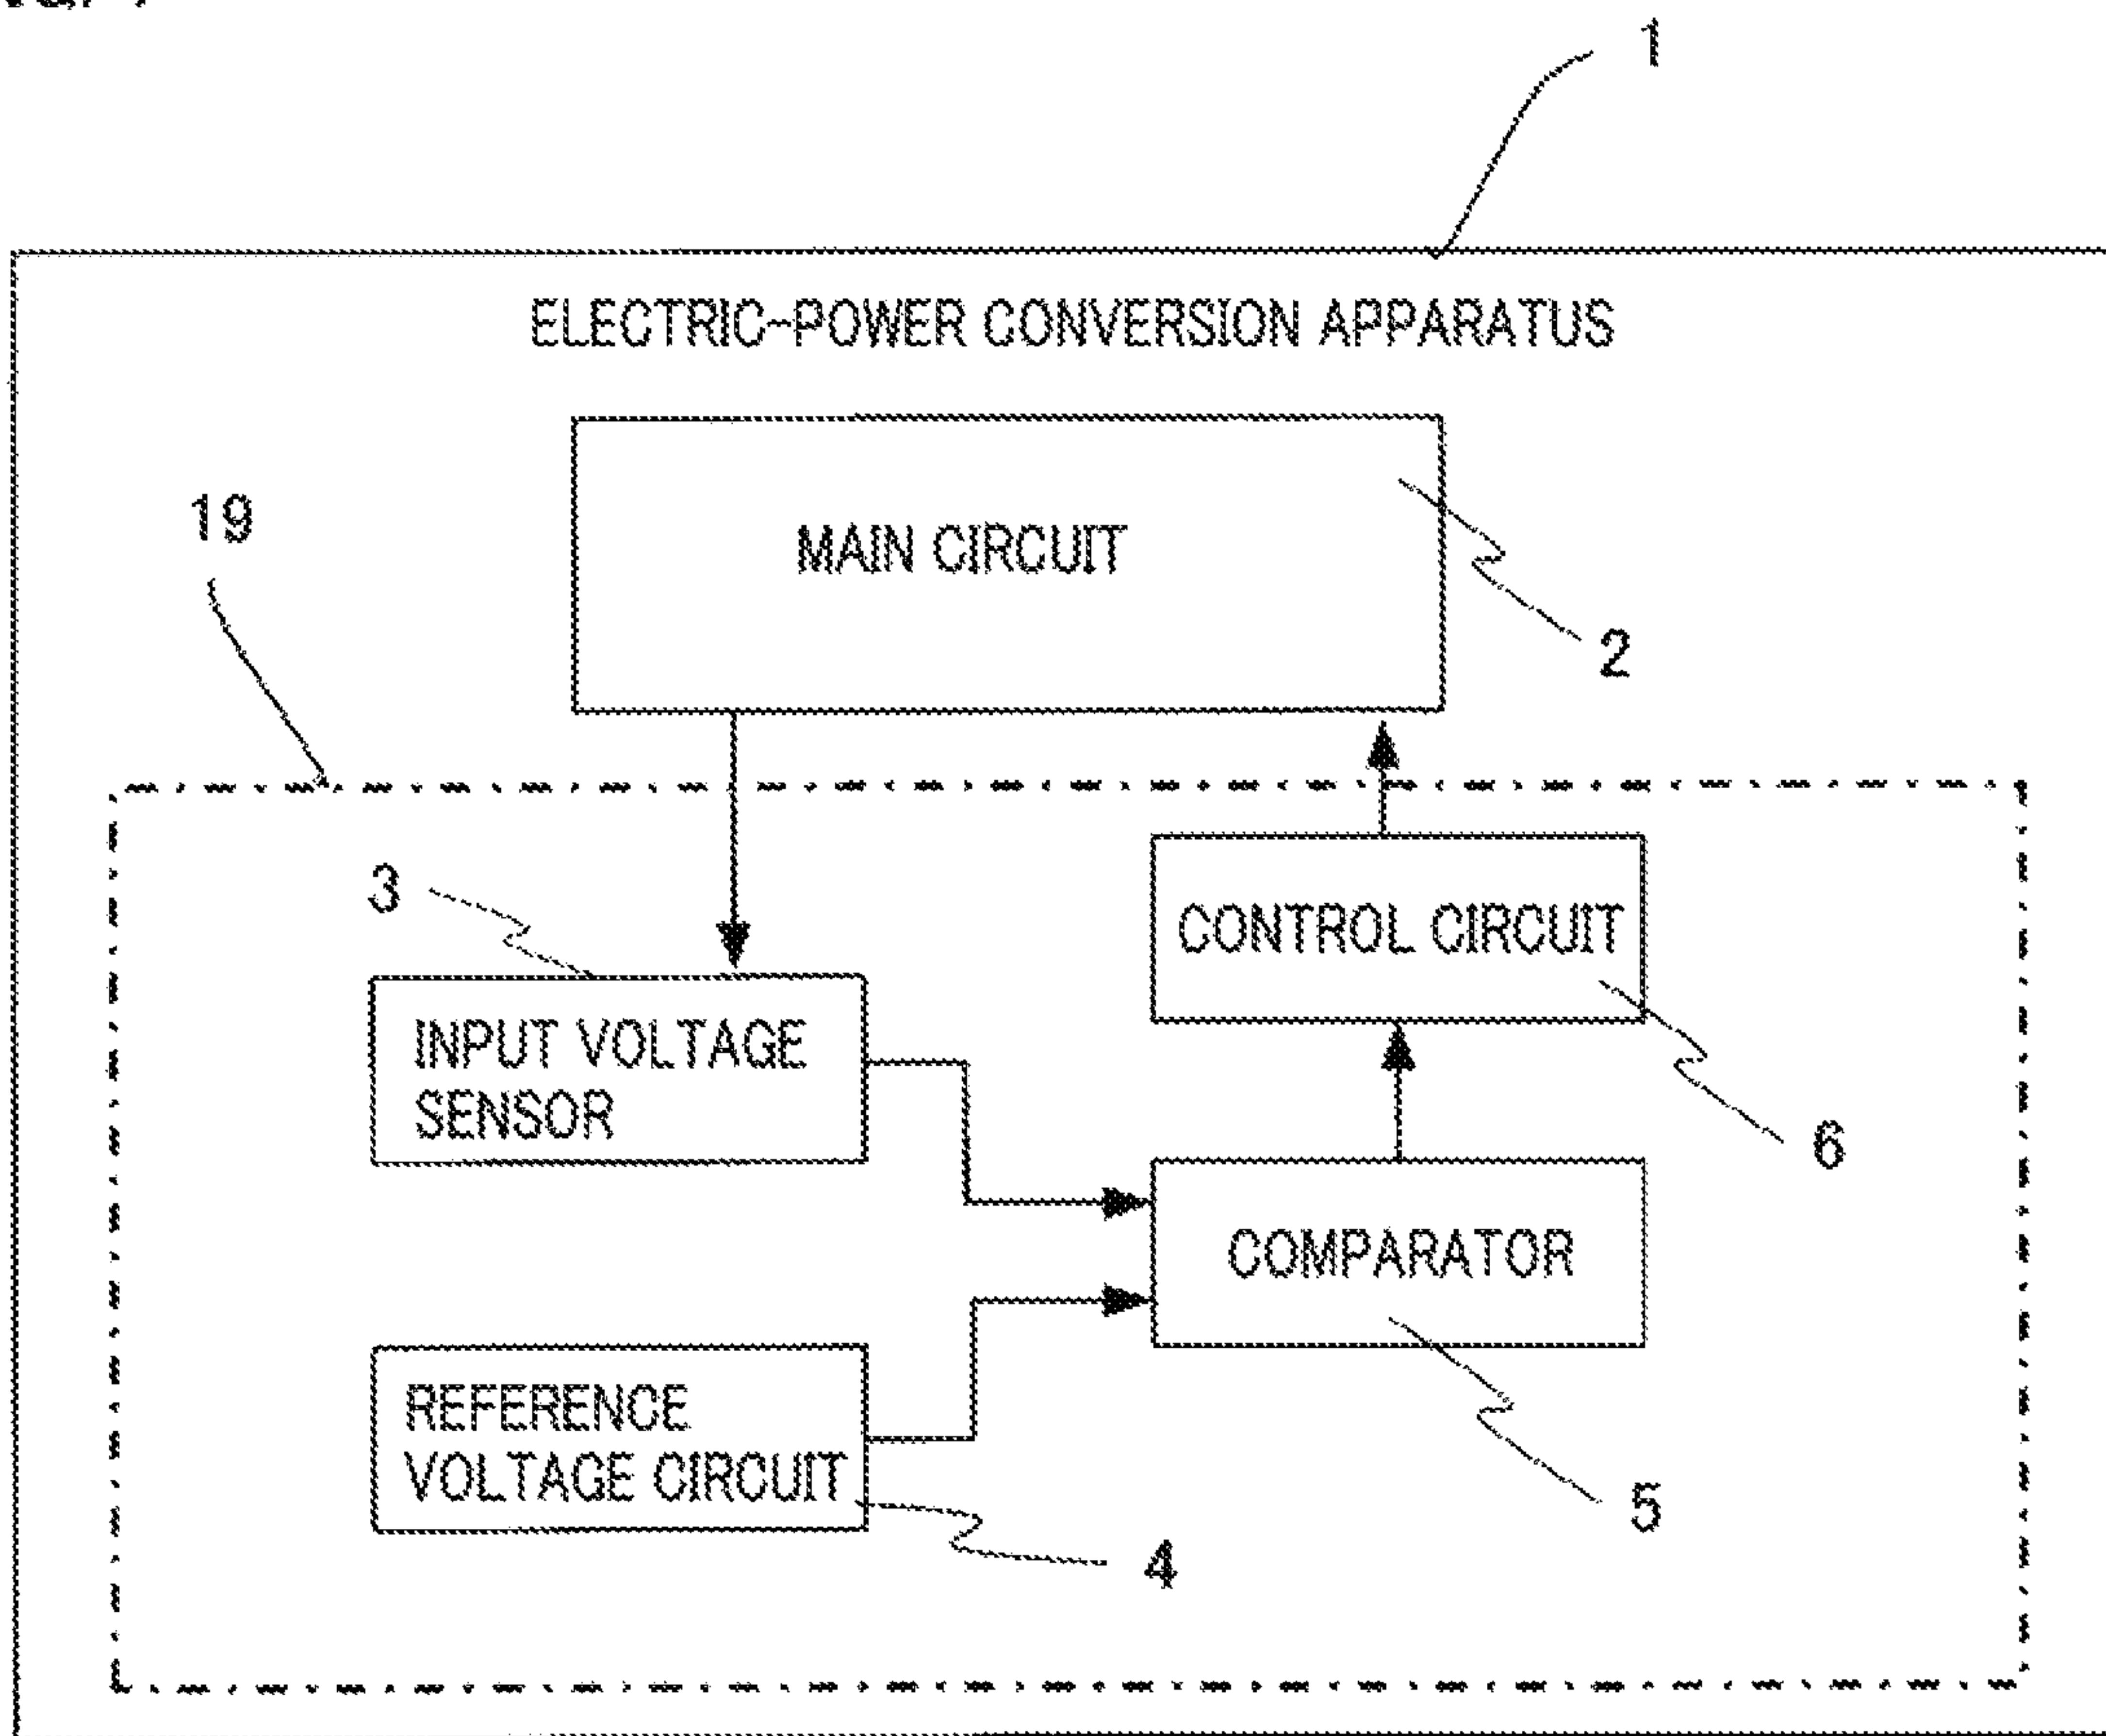 1
ELECTRIC-POWER CONVERSION APPARATUS
MAIN CIRCUIT
19
2
3
CONTROL CIRCUIT
INPUT VOLTAGE
SENSOR
6
COMPARATOR
REFERENCE
VOLTAGE CIRCUIT
5
4